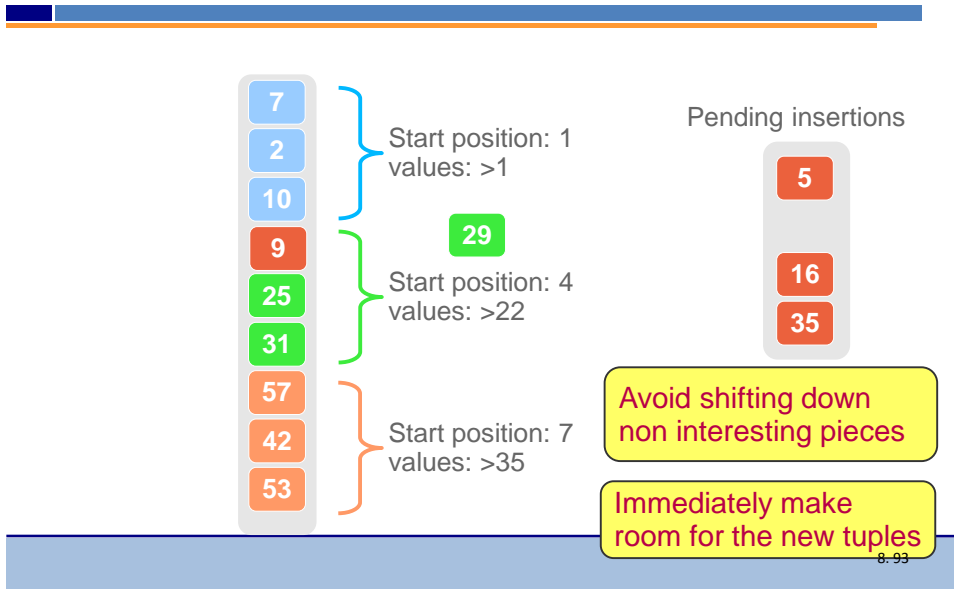 7
2
10
9
25
31
57
42
53
Start position: 1
values: >1
29
Start position: 4
values: >22
Start position: 7
values: >35
Pending insertions
5
16
35
Avoid shifting down
non interesting pieces
Immediately make
room for the new tuples
8. 93